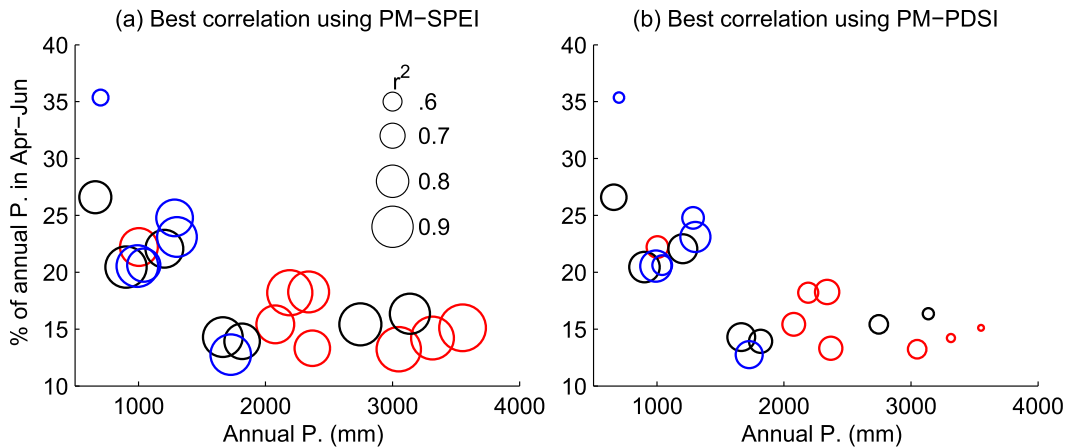 (a) Best correlation using PM−SPEI
40
35
30
25
20
15
10
% of annual P. in Apr−Jun
r2
.6
0.7
0.8
0.9
1000 2000 3000 4000
Annual P. (mm)
(b) Best correlation using PM−PDSI
40
35
30
25
20
15
10
1000 2000 3000 4000
Annual P. (mm)